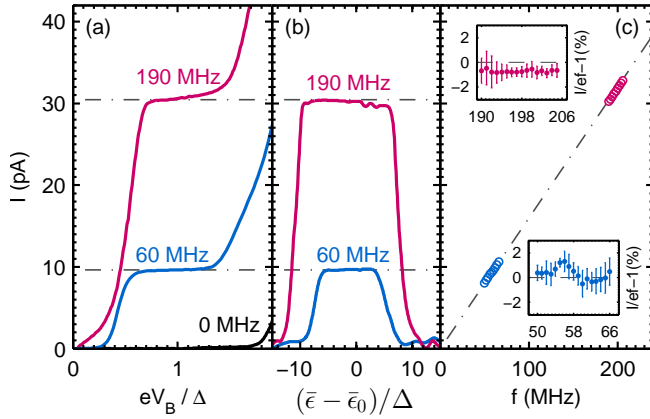 (a)
(b)
(c)
190 MHz
60 MHz
0 MHz
190 MHz
60 MHz
I (pA)
40
30
20
10
0
0
1
eV_B / Δ
−10
0
10
(ε̄ − ε̄₀)/Δ
0
100
200
f (MHz)
2
0
−2
190
198
206
I/ef−1(%)
2
0
−2
50
58
66
I/ef−1(%)